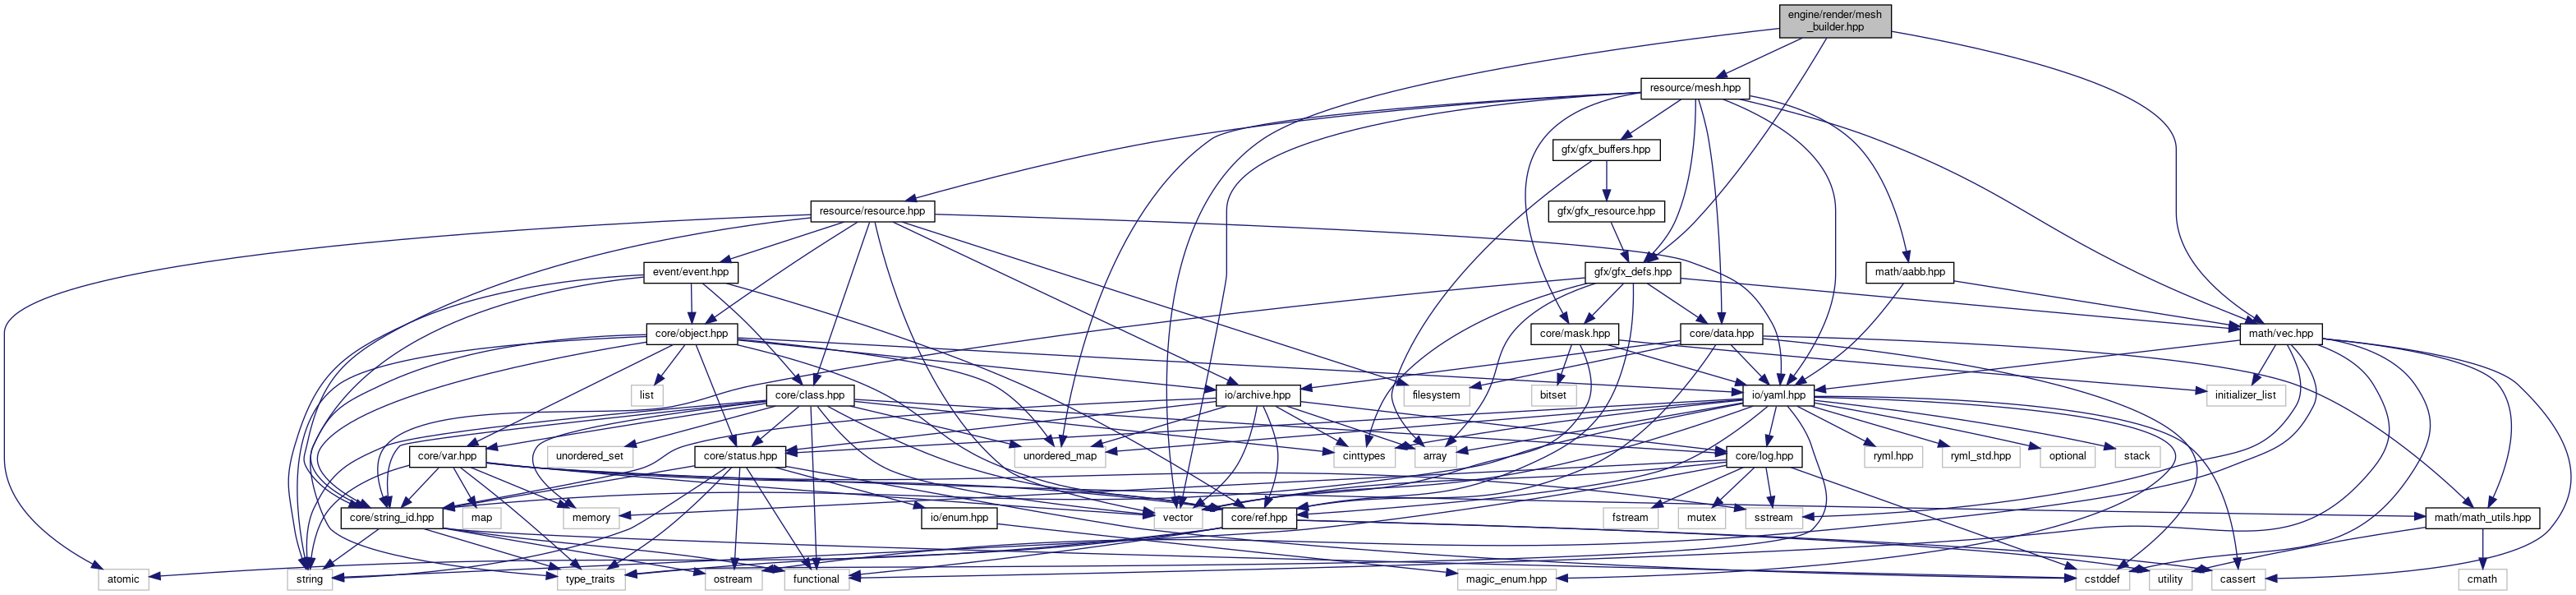 engine/render/mesh
_builder.hpp
resource/mesh.hpp
gfx/gfx_buffers.hpp
resource/resource.hpp
gfx/gfx_resource.hpp
event/event.hpp
gfx/gfx_defs.hpp
math/aabb.hpp
core/object.hpp
core/mask.hpp
core/data.hpp
math/vec.hpp
list
core/class.hpp
io/archive.hpp
filesystem
bitset
io/yaml.hpp
initializer_list
core/var.hpp
unordered_set
core/status.hpp
unordered_map
cinttypes
array
core/log.hpp
ryml.hpp
ryml_std.hpp
optional
stack
core/string_id.hpp
map
memory
io/enum.hpp
vector
core/ref.hpp
fstream
mutex
sstream
math/math_utils.hpp
atomic
string
type_traits
ostream
functional
magic_enum.hpp
cstddef
utility
cassert
cmath